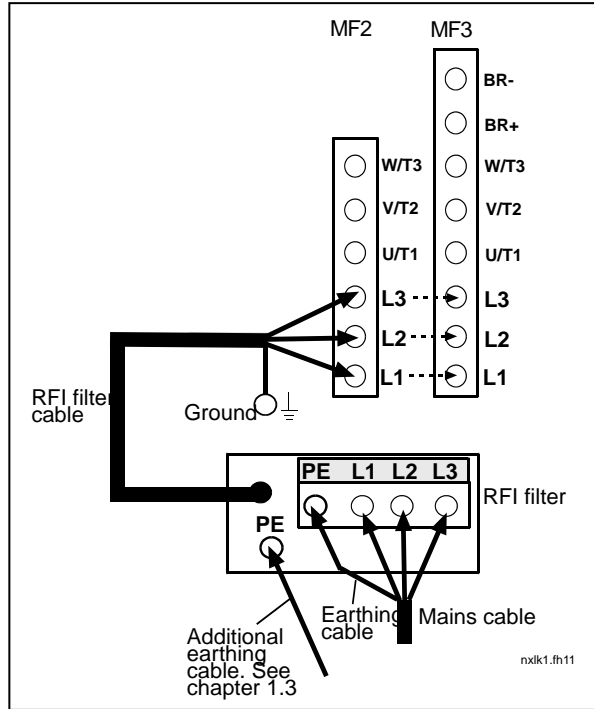 MF2 MF3
BR-
BR+
W/T3 W/T3
V/T2 V/T2
U/T1 U/T1
L3 L3
L2 L2
L1 L1
RFI filter
cable
Ground
PE L1 L2 L3
RFI filter
PE
Earthing
cable
Mains cable
Additional
earthing
cable. See
chapter 1.3
nxlk1.fh11